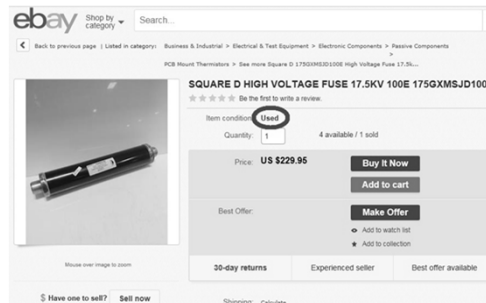 ebay Shop by category Search...
Back to previous page | Listed in category: Business & Industrial > Electrical & Test Equipment > Electronic Components > Passive Components
>
PCB Mount Thermistors > See more Square D 175GXMSJD100E High Voltage Fuse 17.5k...
SQUARE D HIGH VOLTAGE FUSE 17.5KV 100E 175GXMSJD100
Be the first to write a review.
Item condition: Used
Quantity: 1 4 available / 1 sold
Price: US $229.95 Buy It Now
Add to cart
Best Offer: Make Offer
Add to watch list
Add to collection
Mouse over image to zoom
30-day returns Experienced seller Best offer available
$ Have one to sell? Sell now
Shipping: